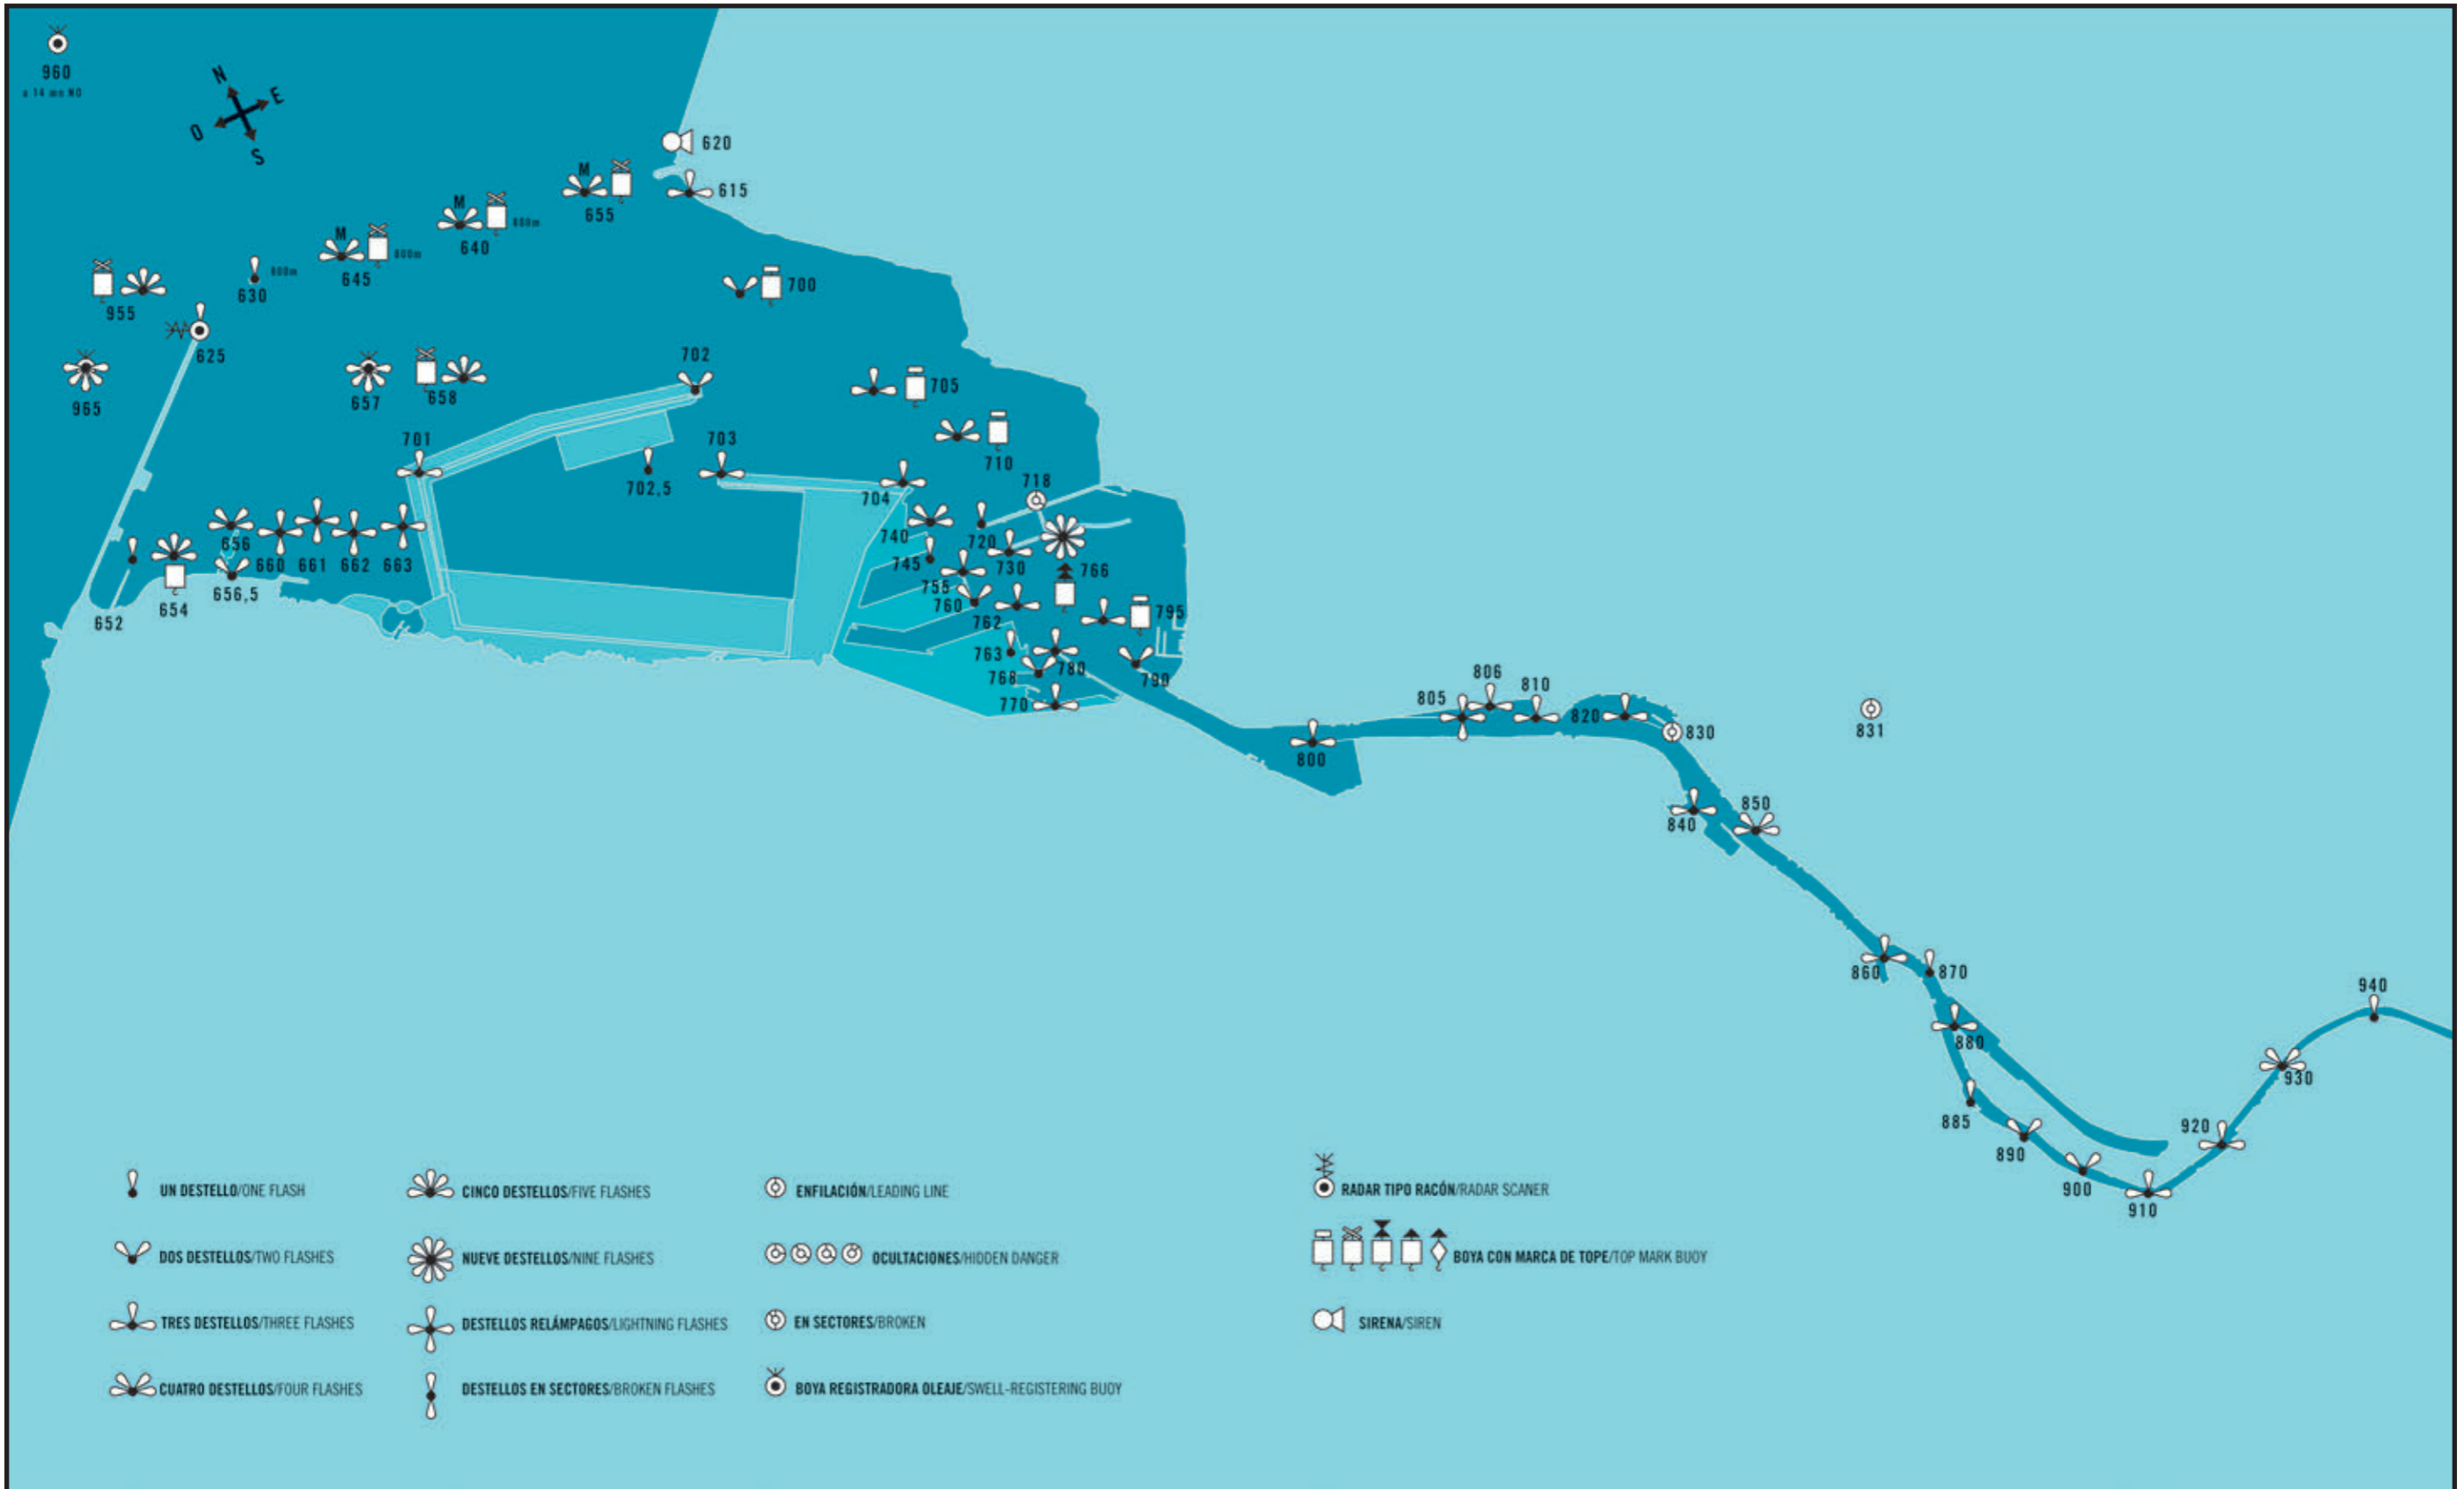 960
a 14 mn NO
N
E
O
S
620
615
M
655
M
640
800m
M
645
800m
800m
630
955
625
965
700
702
657
658
705
701
703
710
702,5
704
718
740
720
656
660
661
662
663
745
730
755
766
652
654
656,5
760
762
795
763
780
768
790
770
806
805
810
820
830
831
800
850
840
860
870
940
880
930
885
920
890
900
910
UN DESTELLO/ONE FLASH
DOS DESTELLOS/TWO FLASHES
TRES DESTELLOS/THREE FLASHES
CUATRO DESTELLOS/FOUR FLASHES
CINCO DESTELLOS/FIVE FLASHES
NUEVE DESTELLOS/NINE FLASHES
DESTELLOS RELÁMPAGOS/LIGHTNING FLASHES
DESTELLOS EN SECTORES/BROKEN FLASHES
ENFILACIÓN/LEADING LINE
OCULTACIONES/HIDDEN DANGER
EN SECTORES/BROKEN
BOYA REGISTRADORA OLEAJE/SWELL-REGISTERING BUOY
RADAR TIPO RACÓN/RADAR SCANER
BOYA CON MARCA DE TOPE/TOP MARK BUOY
SIRENA/SIREN